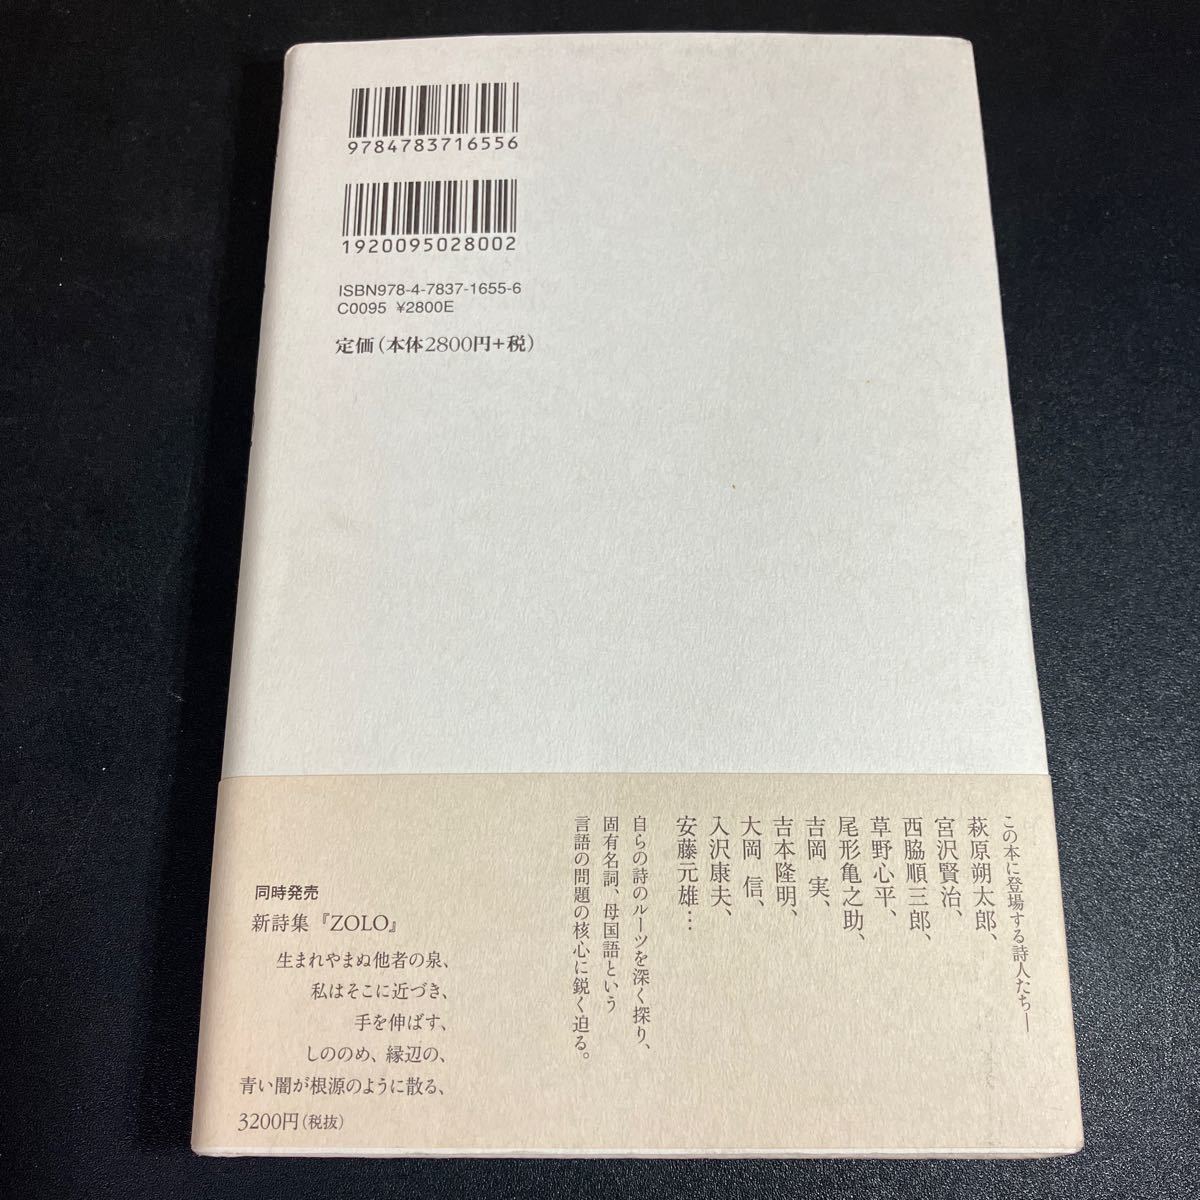 9784783716556
1920095028002
ISBN978-4-7837-1655-6
C0095 ¥2800E
定価(本体2800円+税)
この本に登場する詩人たち―
萩原朔太郎、
宮沢賢治、
西脇順三郎、
草野心平、
尾形亀之助、
吉岡 実、
吉本隆明、
大岡 信、
入沢康夫、
安藤元雄…
自らの詩のルーツを深く探り、
固有名詞、母国語という
言語の問題の核心に鋭く迫る。
同時発売
新詩集『ZOLO』
生まれやまぬ他者の泉、
私はそこに近づき、
手を伸ばす、
しののめ、縁辺の、
青い闇が根源のように散る、
3200円(税抜)